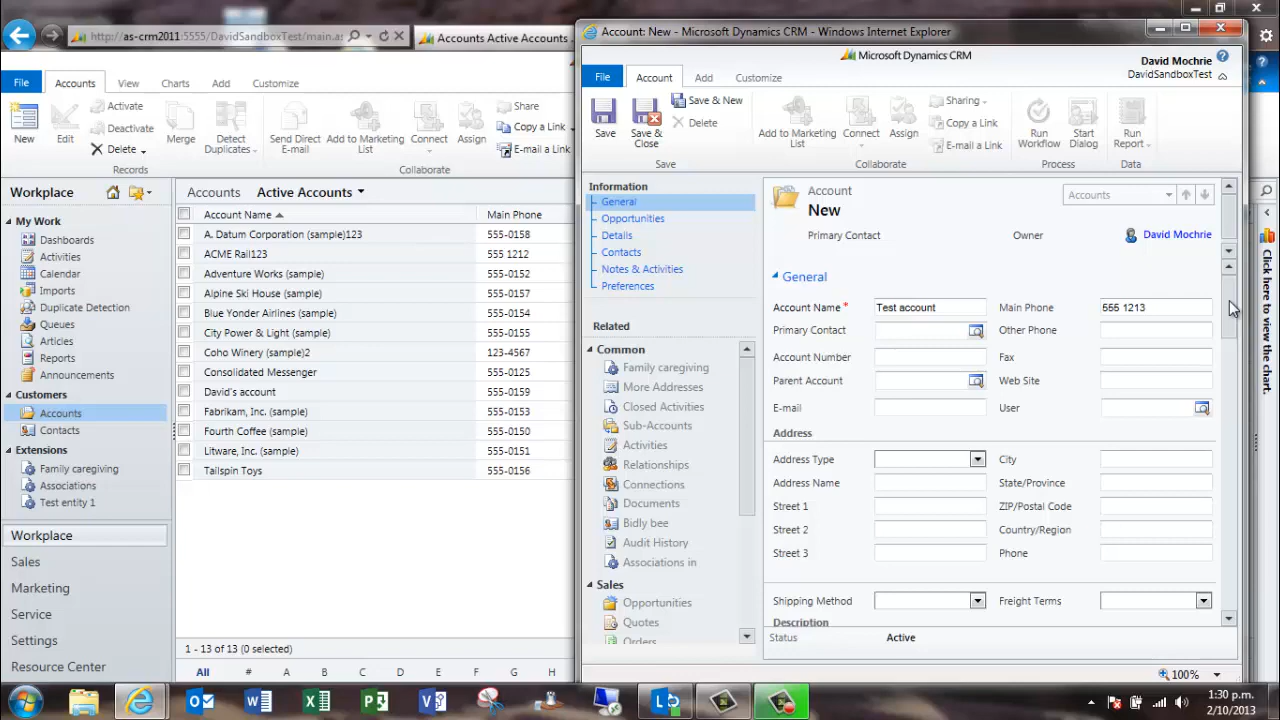 http://as-crm2011:5555/DavidSandboxTest/main.as
Accounts Active Accounts
File
Accounts
View
Charts
Add
Customize
New
Edit
Activate
Deactivate
Delete
Merge
Detect
Duplicates
Send Direct
E-mail
Add to Marketing
List
Connect
Assign
Share
Copy a Link
E-mail a Link
Records
Collaborate
Workplace
My Work
Dashboards
Activities
Calendar
Imports
Duplicate Detection
Queues
Articles
Reports
Announcements
Customers
Accounts
Contacts
Extensions
Family caregiving
Associations
Test entity 1
Workplace
Sales
Marketing
Service
Settings
Resource Center
Accounts Active Accounts
Account Name Main Phone
A. Datum Corporation (sample)123 555-0158
ACME Rail123 555 1212
Adventure Works (sample) 555-0152
Alpine Ski House (sample) 555-0157
Blue Yonder Airlines (sample) 555-0154
City Power & Light (sample) 555-0155
Coho Winery (sample)2 123-4567
Consolidated Messenger 555-0125
David's account 555-0159
Fabrikam, Inc. (sample) 555-0153
Fourth Coffee (sample) 555-0150
Litware, Inc. (sample) 555-0151
Tailspin Toys 555-0156
1 - 13 of 13 (0 selected)
All # A B C D E F G H
Account: New - Microsoft Dynamics CRM - Windows Internet Explorer
Microsoft Dynamics CRM
David Mochrie
DavidSandboxTest
File
Account
Add
Customize
Save
Save &
Close
Save & New
Delete
Add to Marketing
List
Connect
Assign
Sharing
Copy a Link
E-mail a Link
Run
Workflow
Start
Dialog
Run
Report
Save
Collaborate
Process
Data
Information
General
Opportunities
Details
Contacts
Notes & Activities
Preferences
Related
Common
Family caregiving
More Addresses
Closed Activities
Sub-Accounts
Activities
Relationships
Connections
Documents
Bidly bee
Audit History
Associations in
Sales
Opportunities
Quotes
Orders
Account
New
Accounts
Primary Contact
Owner David Mochrie
General
Account Name * Test account Main Phone 555 1213
Primary Contact Other Phone
Account Number Fax
Parent Account Web Site
E-mail User
Address
Address Type City
Address Name State/Province
Street 1 ZIP/Postal Code
Street 2 Country/Region
Street 3 Phone
Shipping Method Freight Terms
Description
Status Active
100%
Click here to view the chart.
1:30 p.m.
2/10/2013